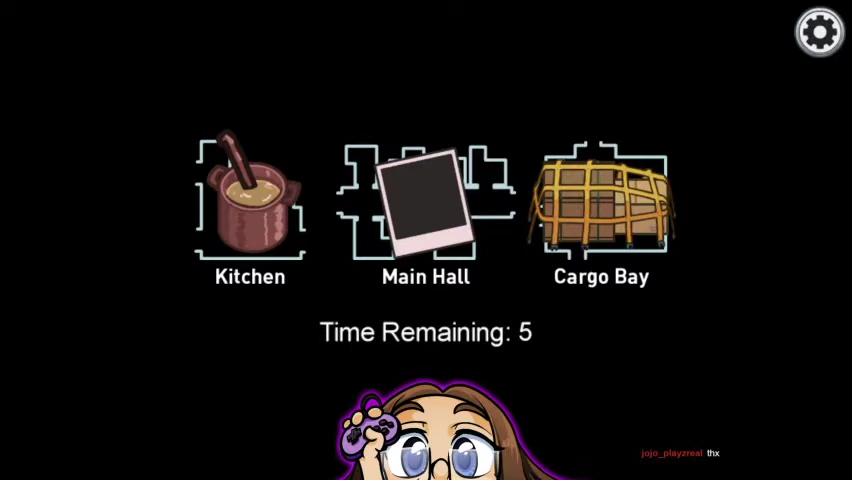 Kitchen
Main Hall
Cargo Bay
Time Remaining: 5
jojo_playzreal thx